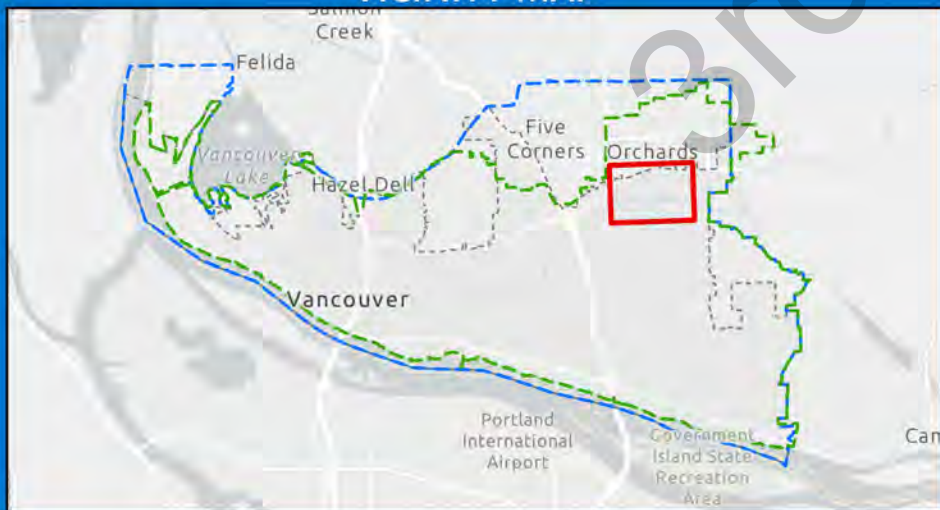 Salmon
Creek
Felida
Five
Corners
Orchards
Vancouver
Lake
Hazel Dell
Vancouver
Portland
International
Airport
Government
Island State
Recreation
Area